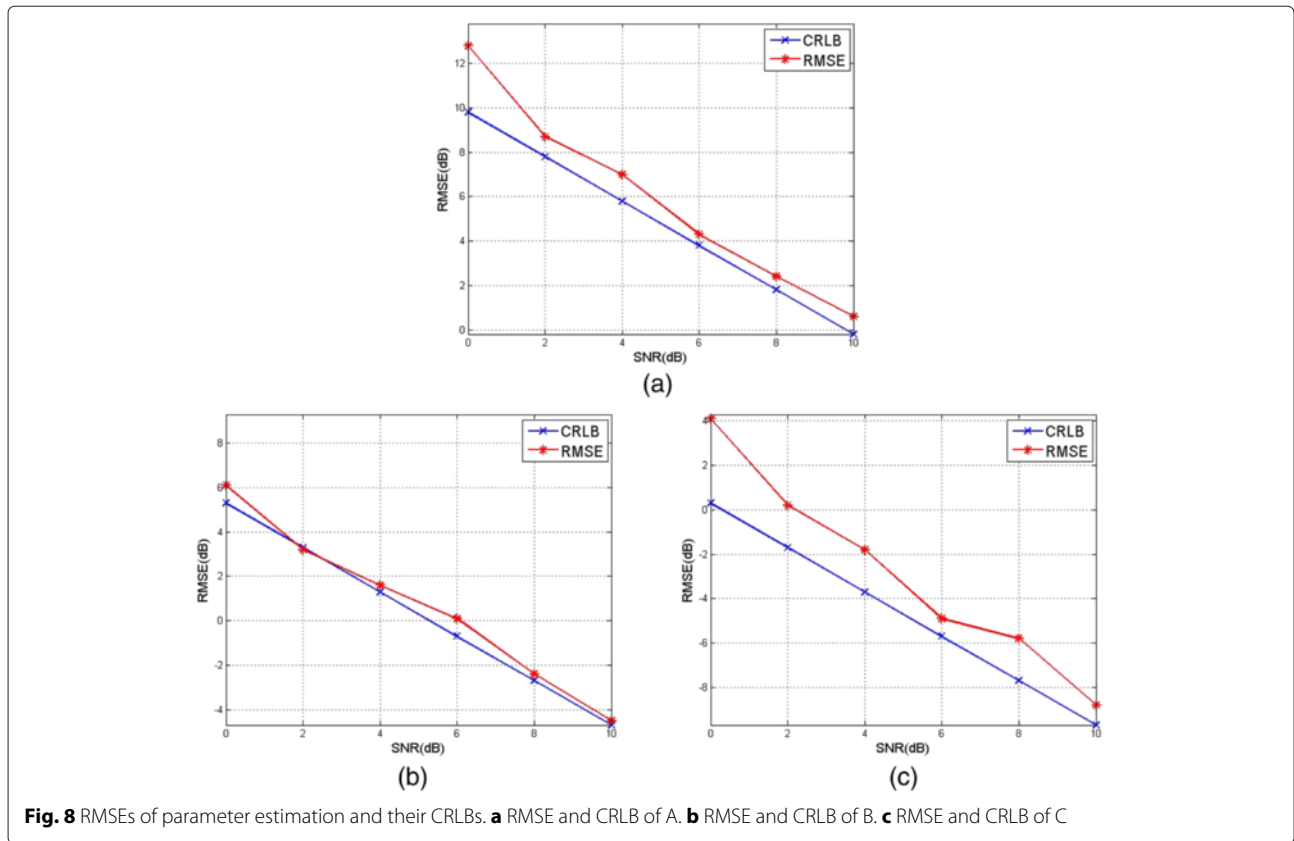 CRLB
RMSE
12
10
8
6
4
2
0
RMSE(dB)
0 2 4 6 8 10
SNR(dB)
(a)
CRLB
RMSE
8
6
4
2
0
-2
-4
RMSE(dB)
0 2 4 6 8 10
SNR(dB)
(b)
CRLB
RMSE
4
2
0
-2
-4
-6
-8
RMSE(dB)
0 2 4 6 8 10
SNR(dB)
(c)
Fig. 8 RMSEs of parameter estimation and their CRLBs. a RMSE and CRLB of A. b RMSE and CRLB of B. c RMSE and CRLB of C